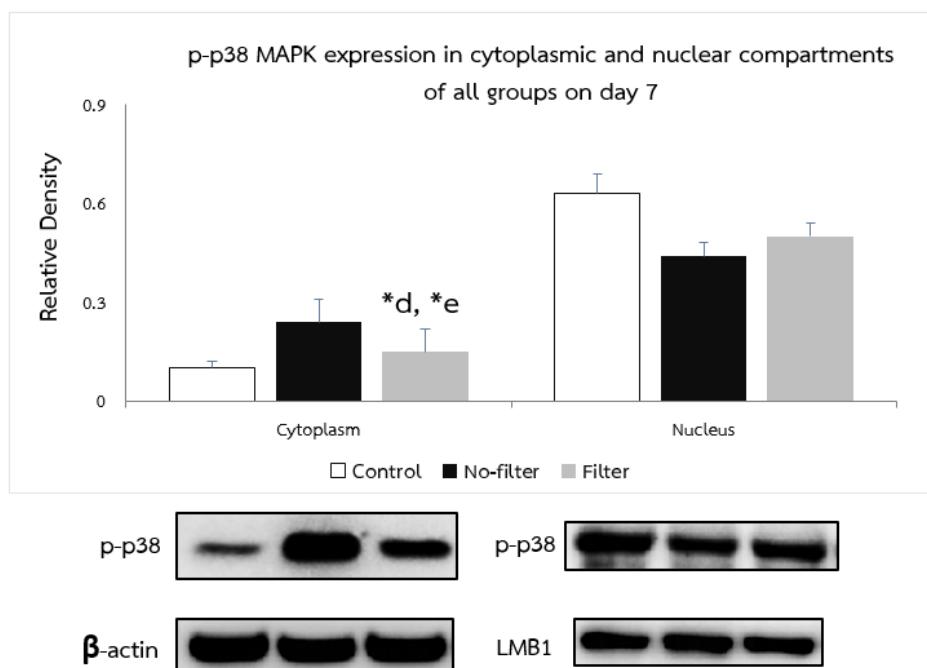 p-p38 MAPK expression in cytoplasmic and nuclear compartments
of all groups on day 7
0.9
0.6
0.3
0
Relative Density
*d, *e
Cytoplasm
Nucleus
Control
No-filter
Filter
p-p38
p-p38
β-actin
LMB1